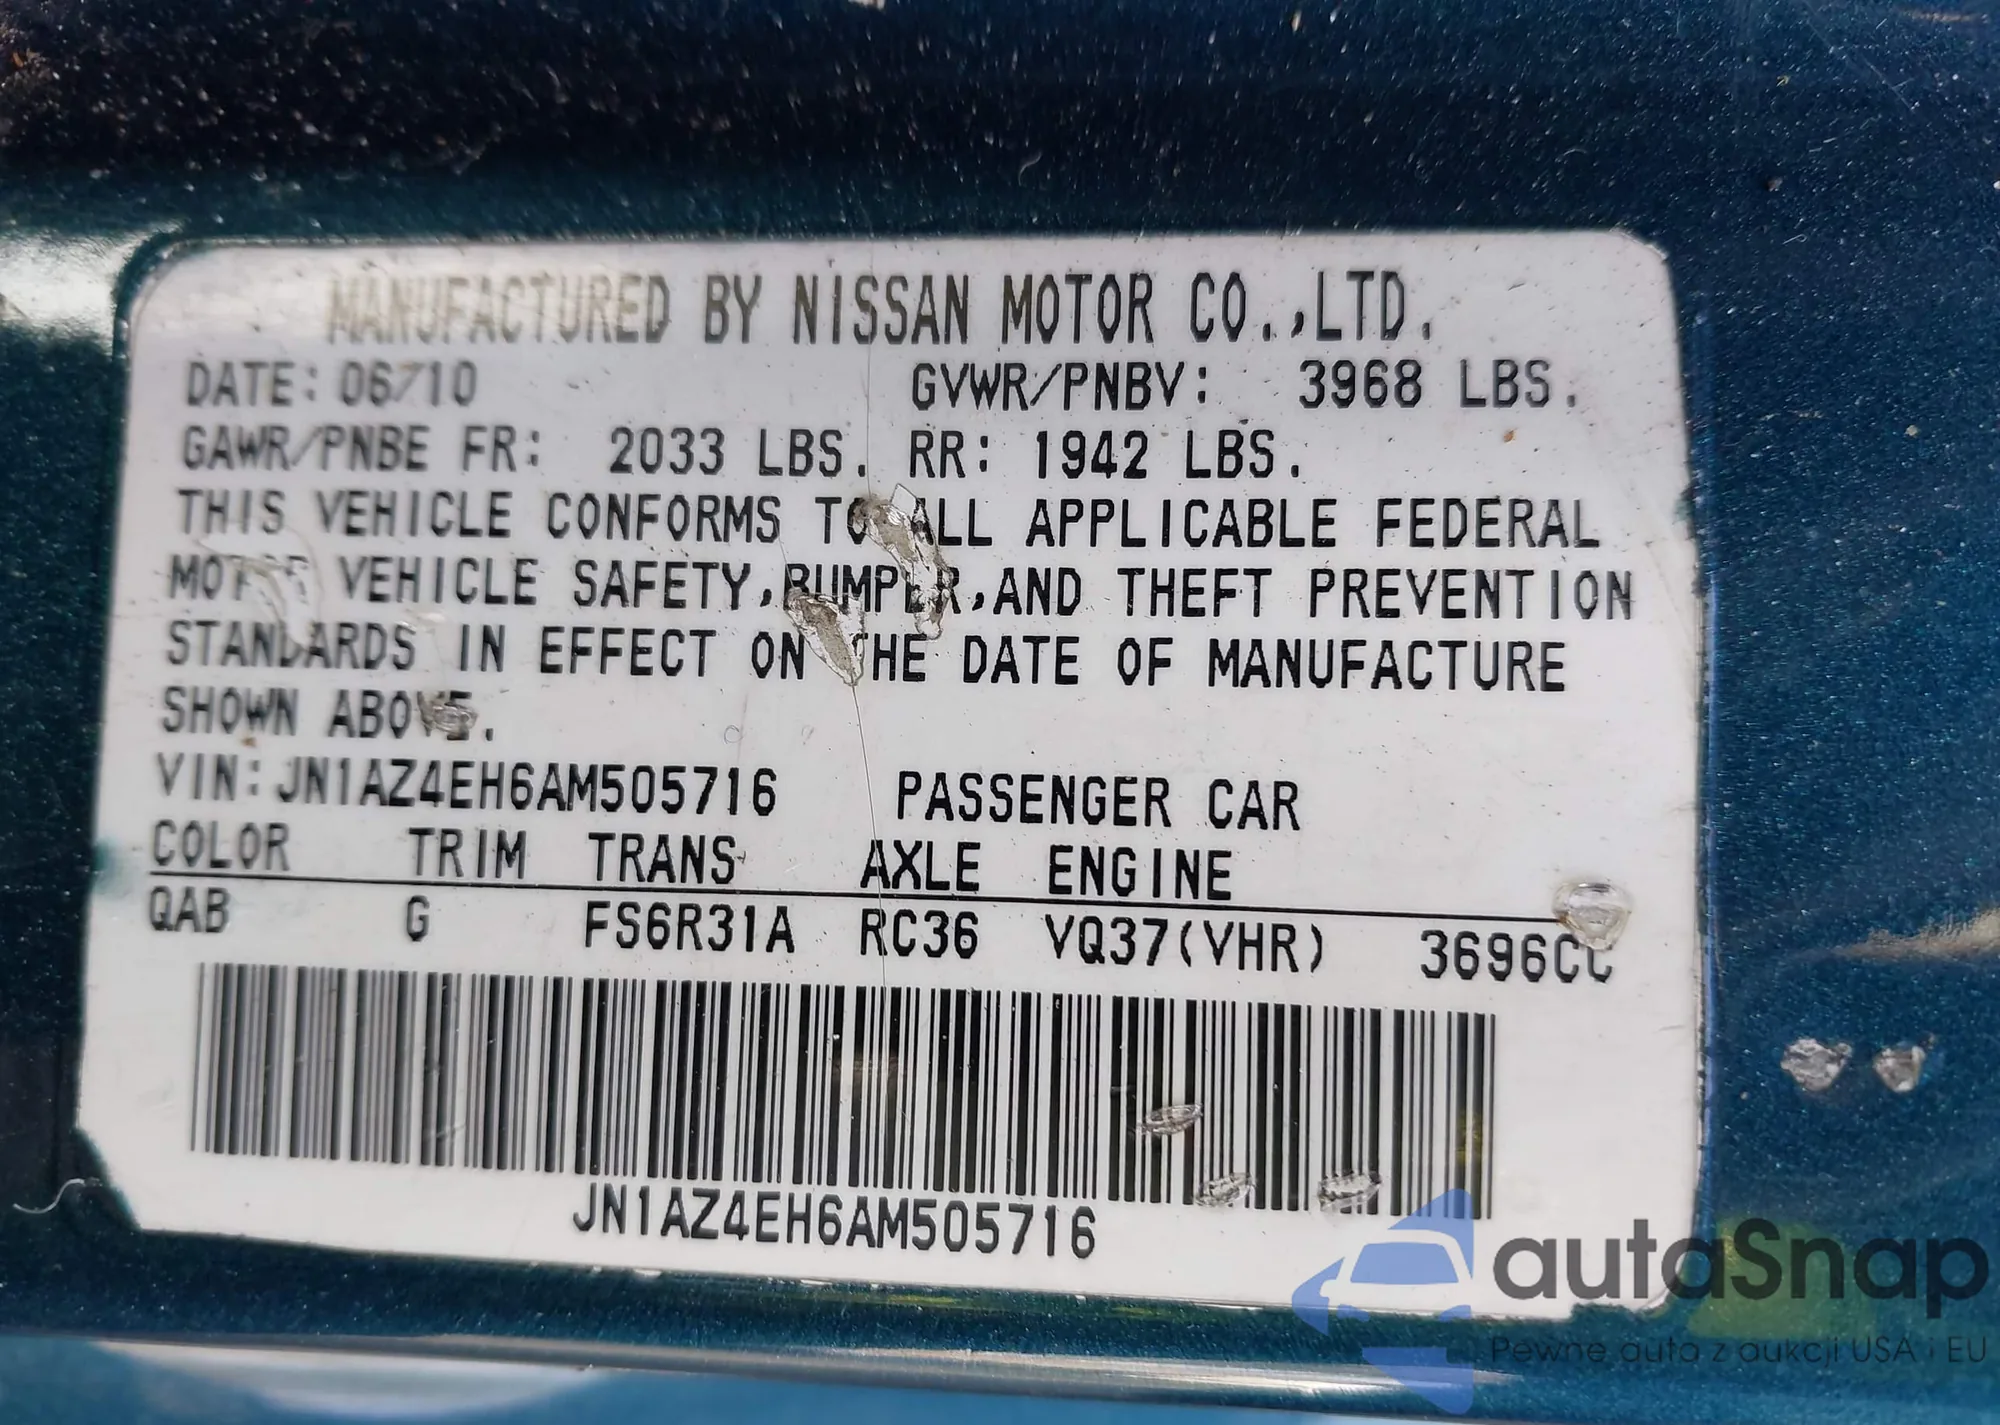 MANUFACTURED BY NISSAN MOTOR CO.,LTD.
DATE: 06/10 GVWR/PNBV: 3968 LBS.
GAWR/PNBE FR: 2033 LBS. RR: 1942 LBS.
THIS VEHICLE CONFORMS TO ALL APPLICABLE FEDERAL
MOTOR VEHICLE SAFETY,BUMPER,AND THEFT PREVENTION
STANDARDS IN EFFECT ON THE DATE OF MANUFACTURE
SHOWN ABOVE.
VIN:JN1AZ4EH6AM505716 PASSENGER CAR
COLOR TRIM TRANS AXLE ENGINE
QAB G FS6R31A RC36 VQ37(VHR) 3696CC
JN1AZ4EH6AM505716
autaSnap
Pewne auta z aukcji USA i EU